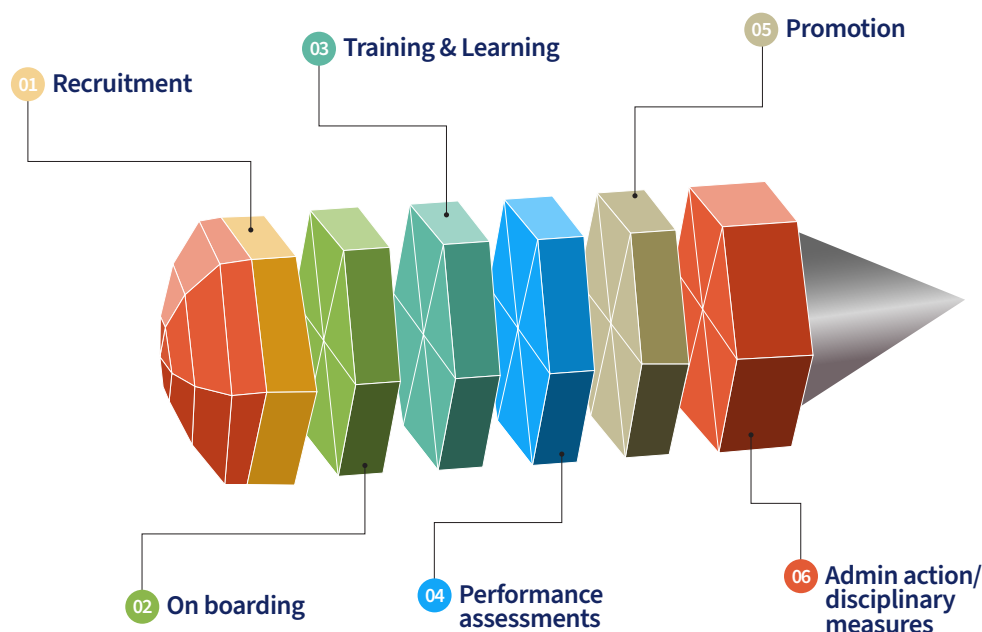 01 Recruitment
02 On boarding
03 Training & Learning
04 Performance
assessments
05 Promotion
06 Admin action/
disciplinary
measures